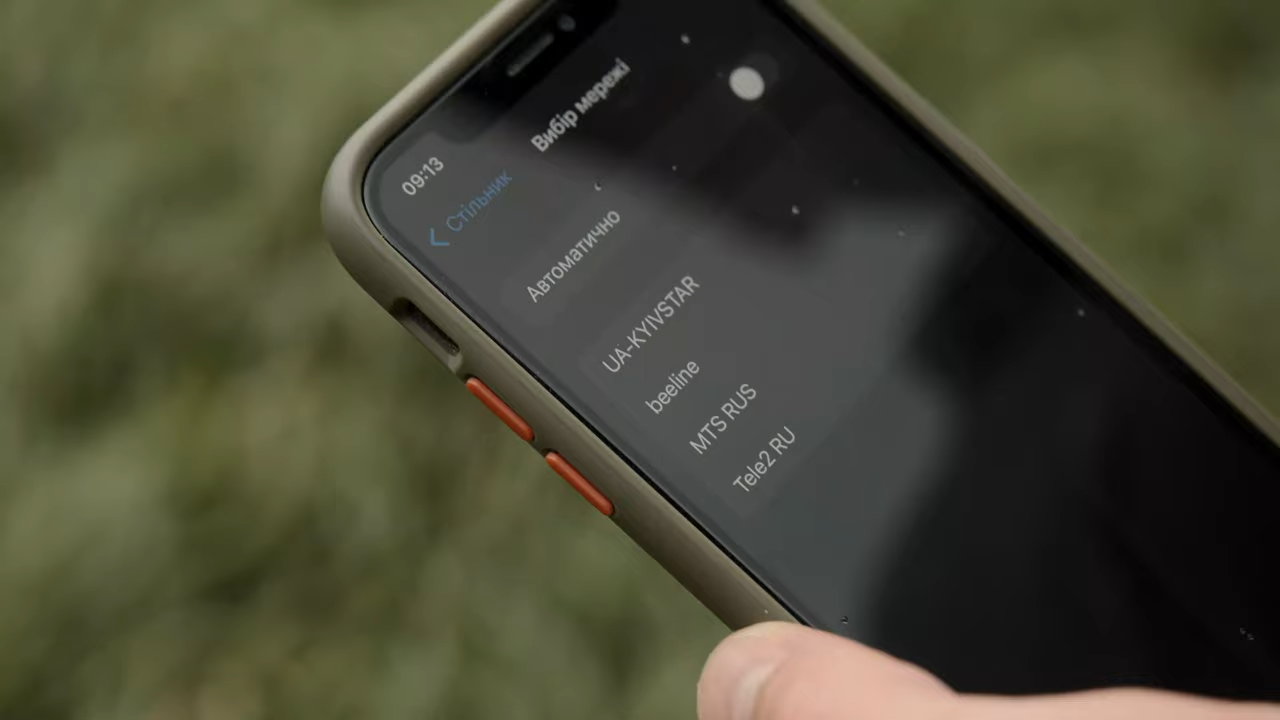 09:13
Вибір мережі
Стільник
Автоматично
UA-KYIVSTAR
beeline
MTS RUS
Tele2 RU